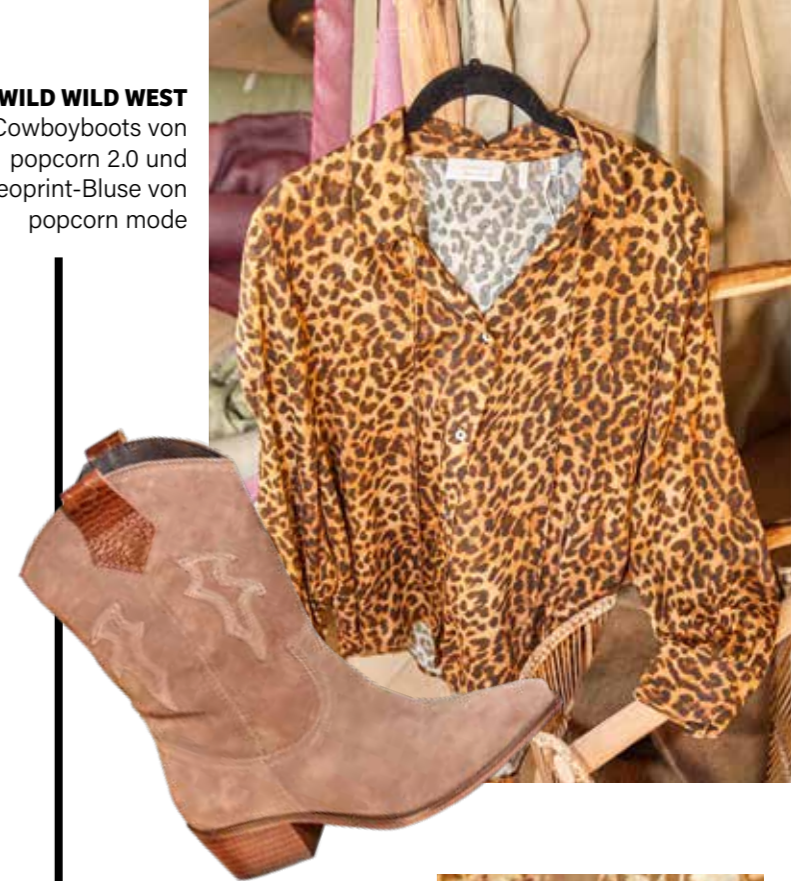 WILD WILD WEST
Cowboyboots von
popcorn 2.0 und
eoprint-Bluse von
popcorn mode